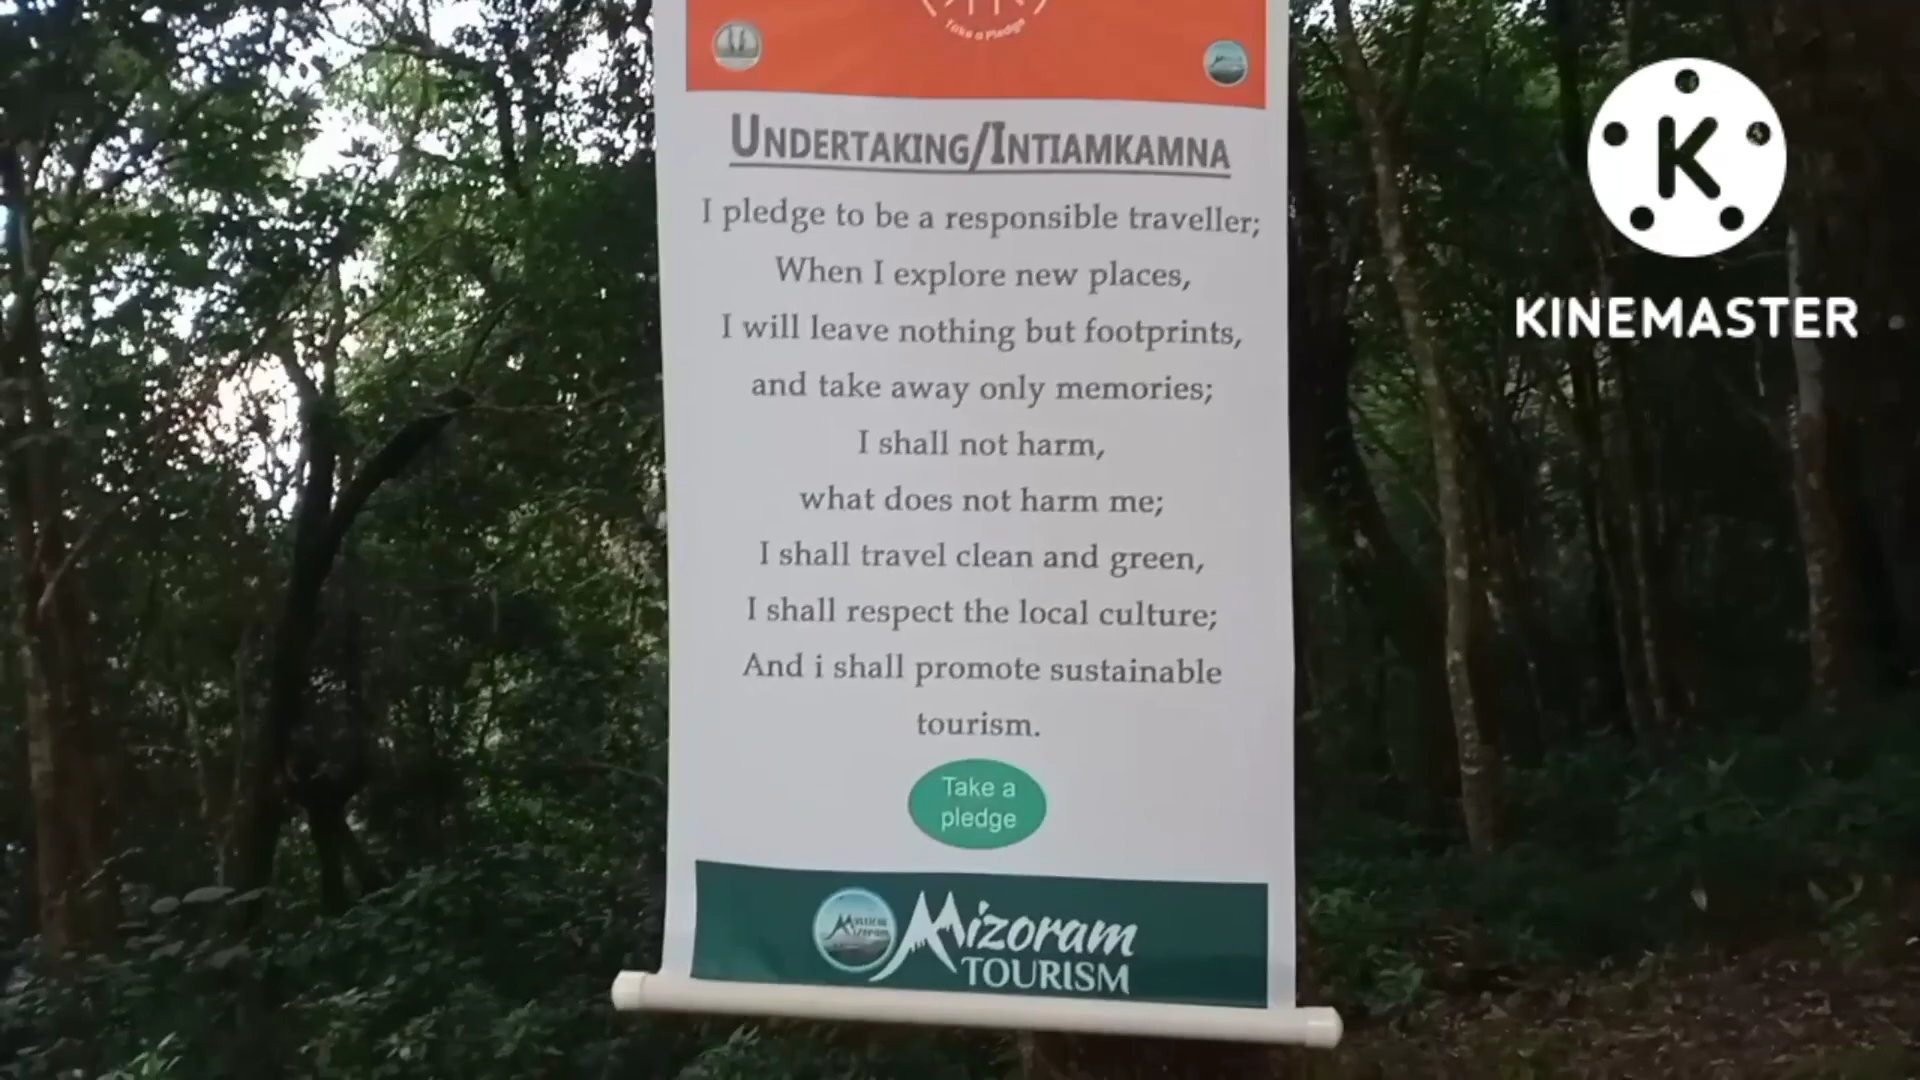 Take a Pledge
UNDERTAKING/INTIAMKAMNA
I pledge to be a responsible traveller;
When I explore new places,
I will leave nothing but footprints,
and take away only memories;
I shall not harm,
what does not harm me;
I shall travel clean and green,
I shall respect the local culture;
And i shall promote sustainable
tourism.
Take a
pledge
Mizoram
TOURISM
K
KINEMASTER